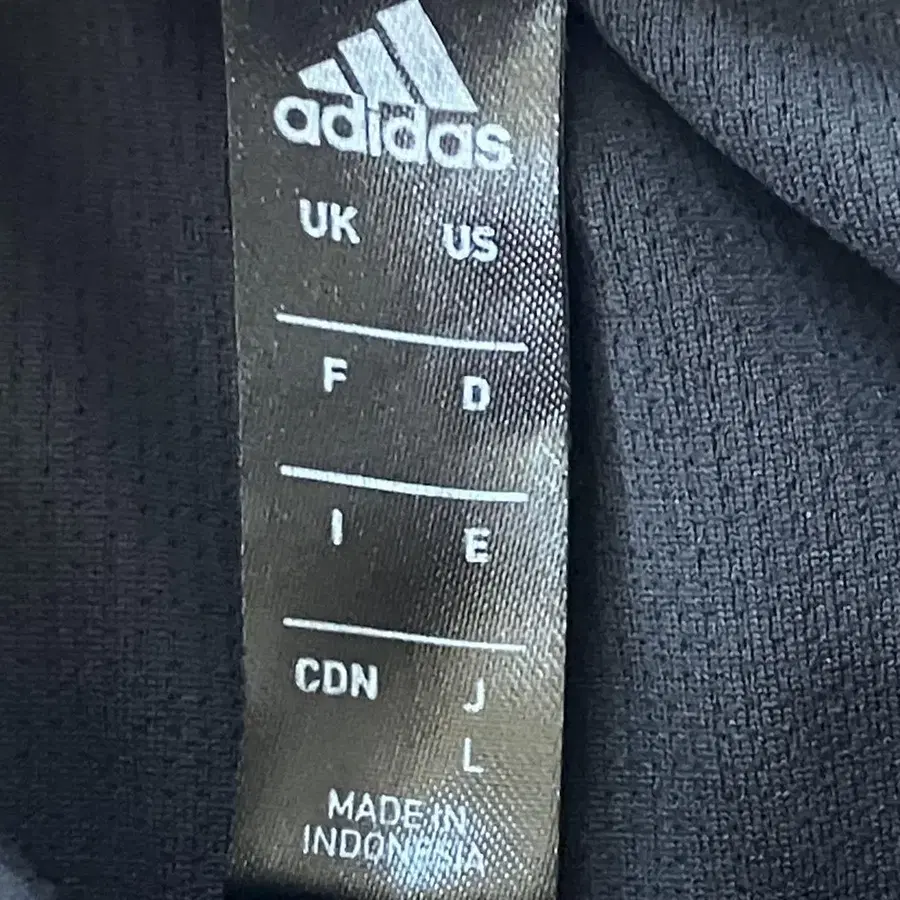 adidas
UK US
F D
I E
CDN J
L
MADE IN
INDONESIA